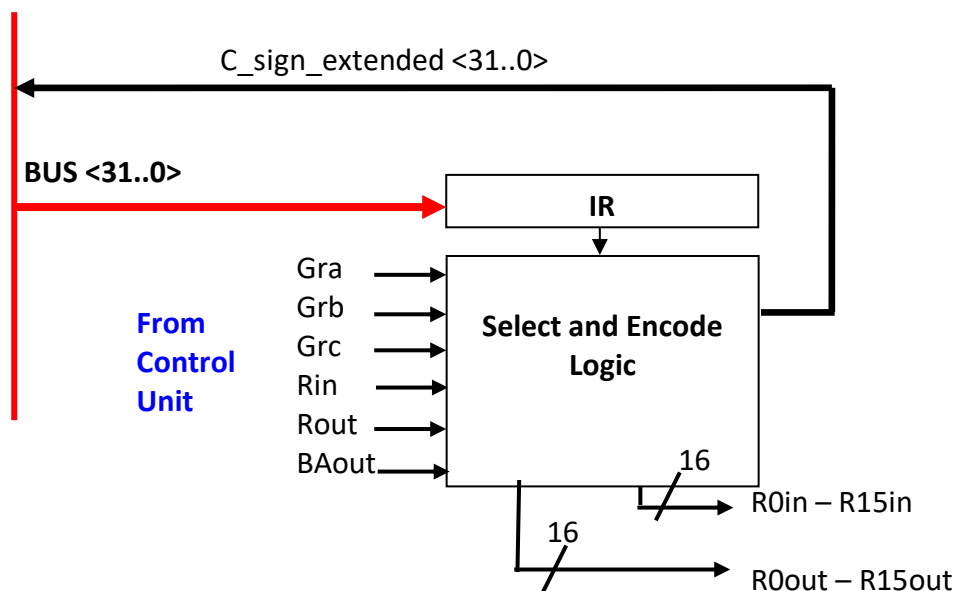 C_sign_extended <31..0>
BUS <31..0>
IR
Gra
Grb
Grc
Rin
Rout
BAout
From
Control
Unit
Select and Encode
Logic
16
R0in – R15in
16
R0out – R15out